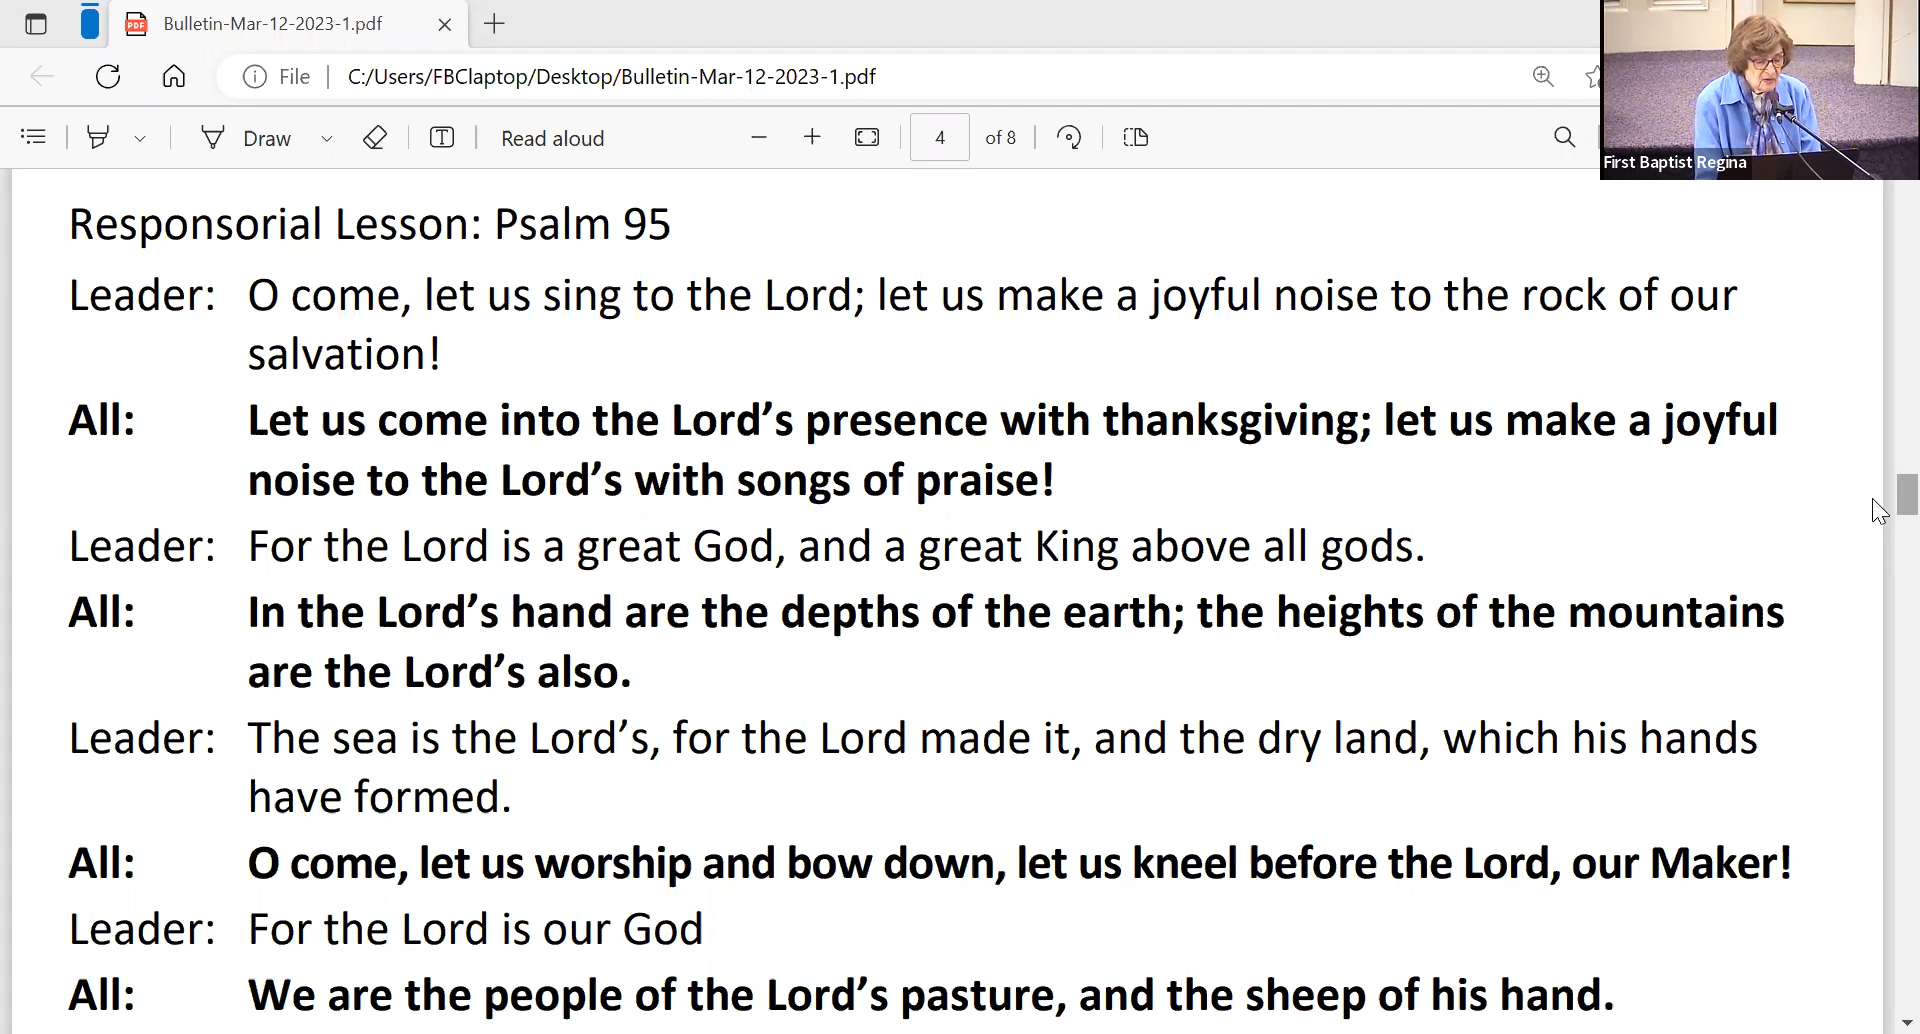 Bulletin-Mar-12-2023-1.pdf
File | C:/Users/FBClaptop/Desktop/Bulletin-Mar-12-2023-1.pdf
Draw Read aloud 4 of 8
First Baptist Regina
Responsorial Lesson: Psalm 95
Leader: O come, let us sing to the Lord; let us make a joyful noise to the rock of our
salvation!
All: Let us come into the Lord’s presence with thanksgiving; let us make a joyful
noise to the Lord’s with songs of praise!
Leader: For the Lord is a great God, and a great King above all gods.
All: In the Lord’s hand are the depths of the earth; the heights of the mountains
are the Lord’s also.
Leader: The sea is the Lord’s, for the Lord made it, and the dry land, which his hands
have formed.
All: O come, let us worship and bow down, let us kneel before the Lord, our Maker!
Leader: For the Lord is our God
All: We are the people of the Lord’s pasture, and the sheep of his hand.